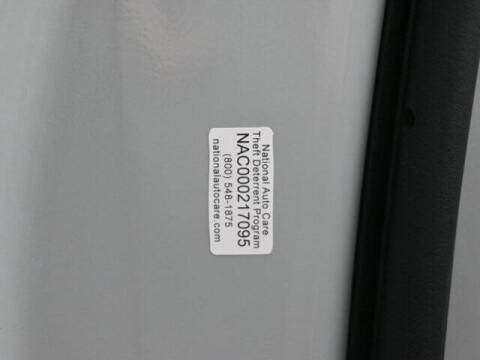 National Auto Care
Theft Deterrent Program
NAC000217095
(800) 548-1875
nationalautocare.com